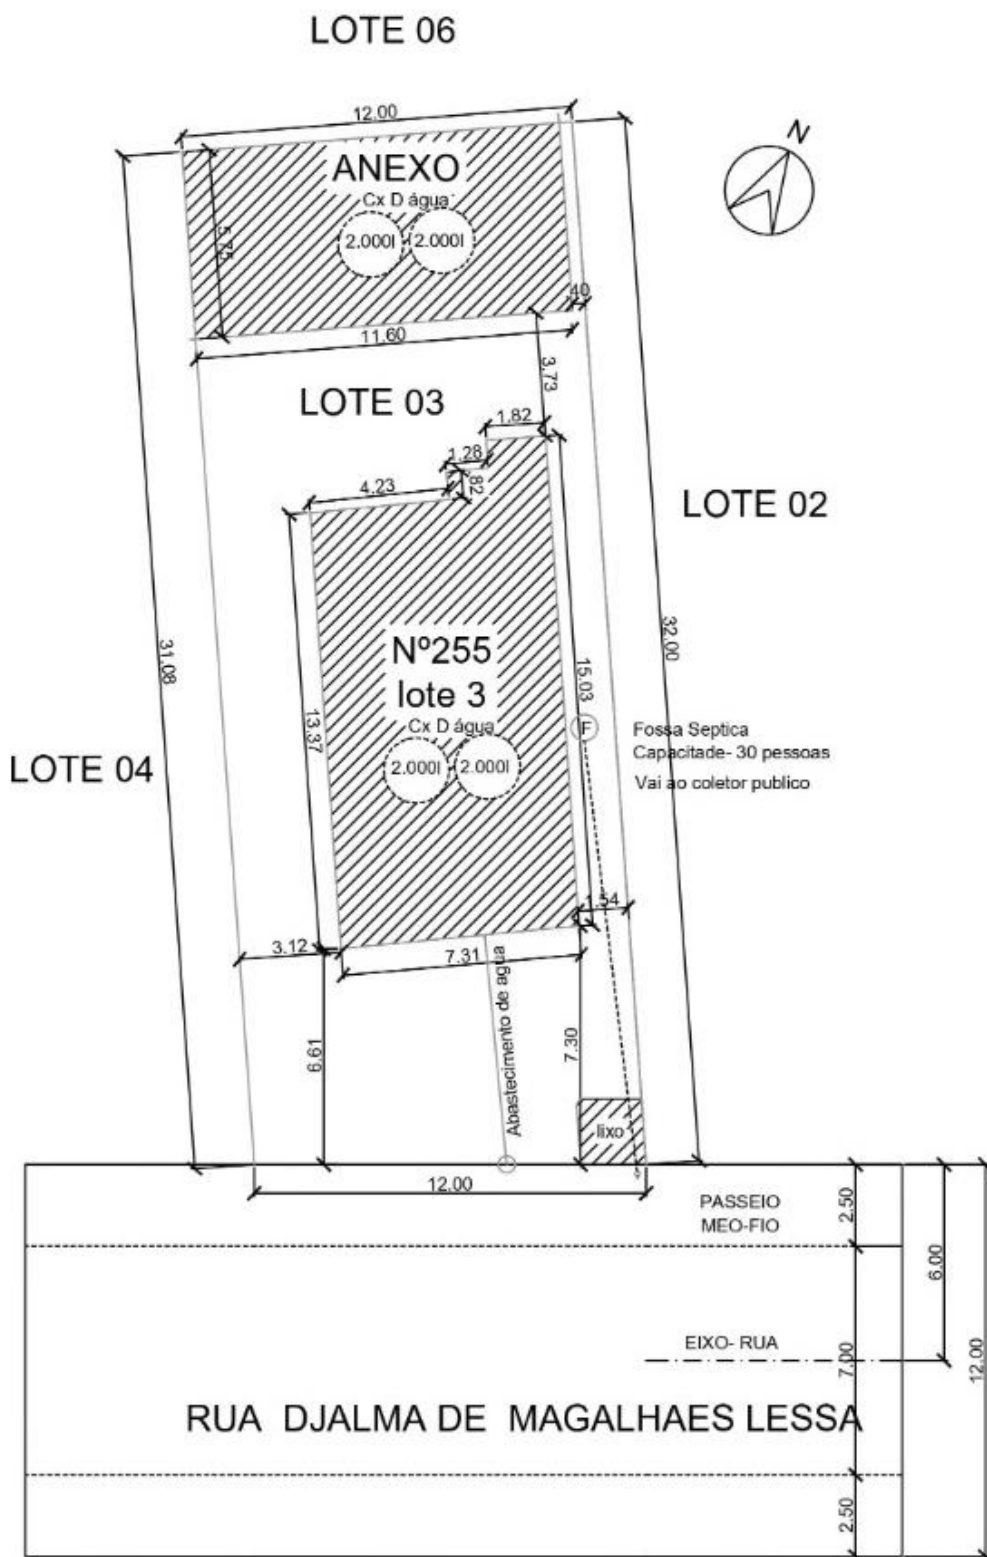 LOTE 06
12.00
N
ANEXO
Cx D água
2.000l
2.000l
5.75
40
11.60
3.73
LOTE 03
1.82
1.28
82
4.23
LOTE 02
31.08
32.00
Nº255
lote 3
Cx D água
2.000l
2.000l
13.37
15.03
F
Fossa Septica
Capacitade- 30 pessoas
Vai ao coletor publico
LOTE 04
1.54
3.12
7.31
Abastecimento de agua
6.61
7.30
lixo
12.00
PASSEIO
MEO-FIO
2.50
6.00
EIXO- RUA
7.00
12.00
RUA DJALMA DE MAGALHAES LESSA
2.50